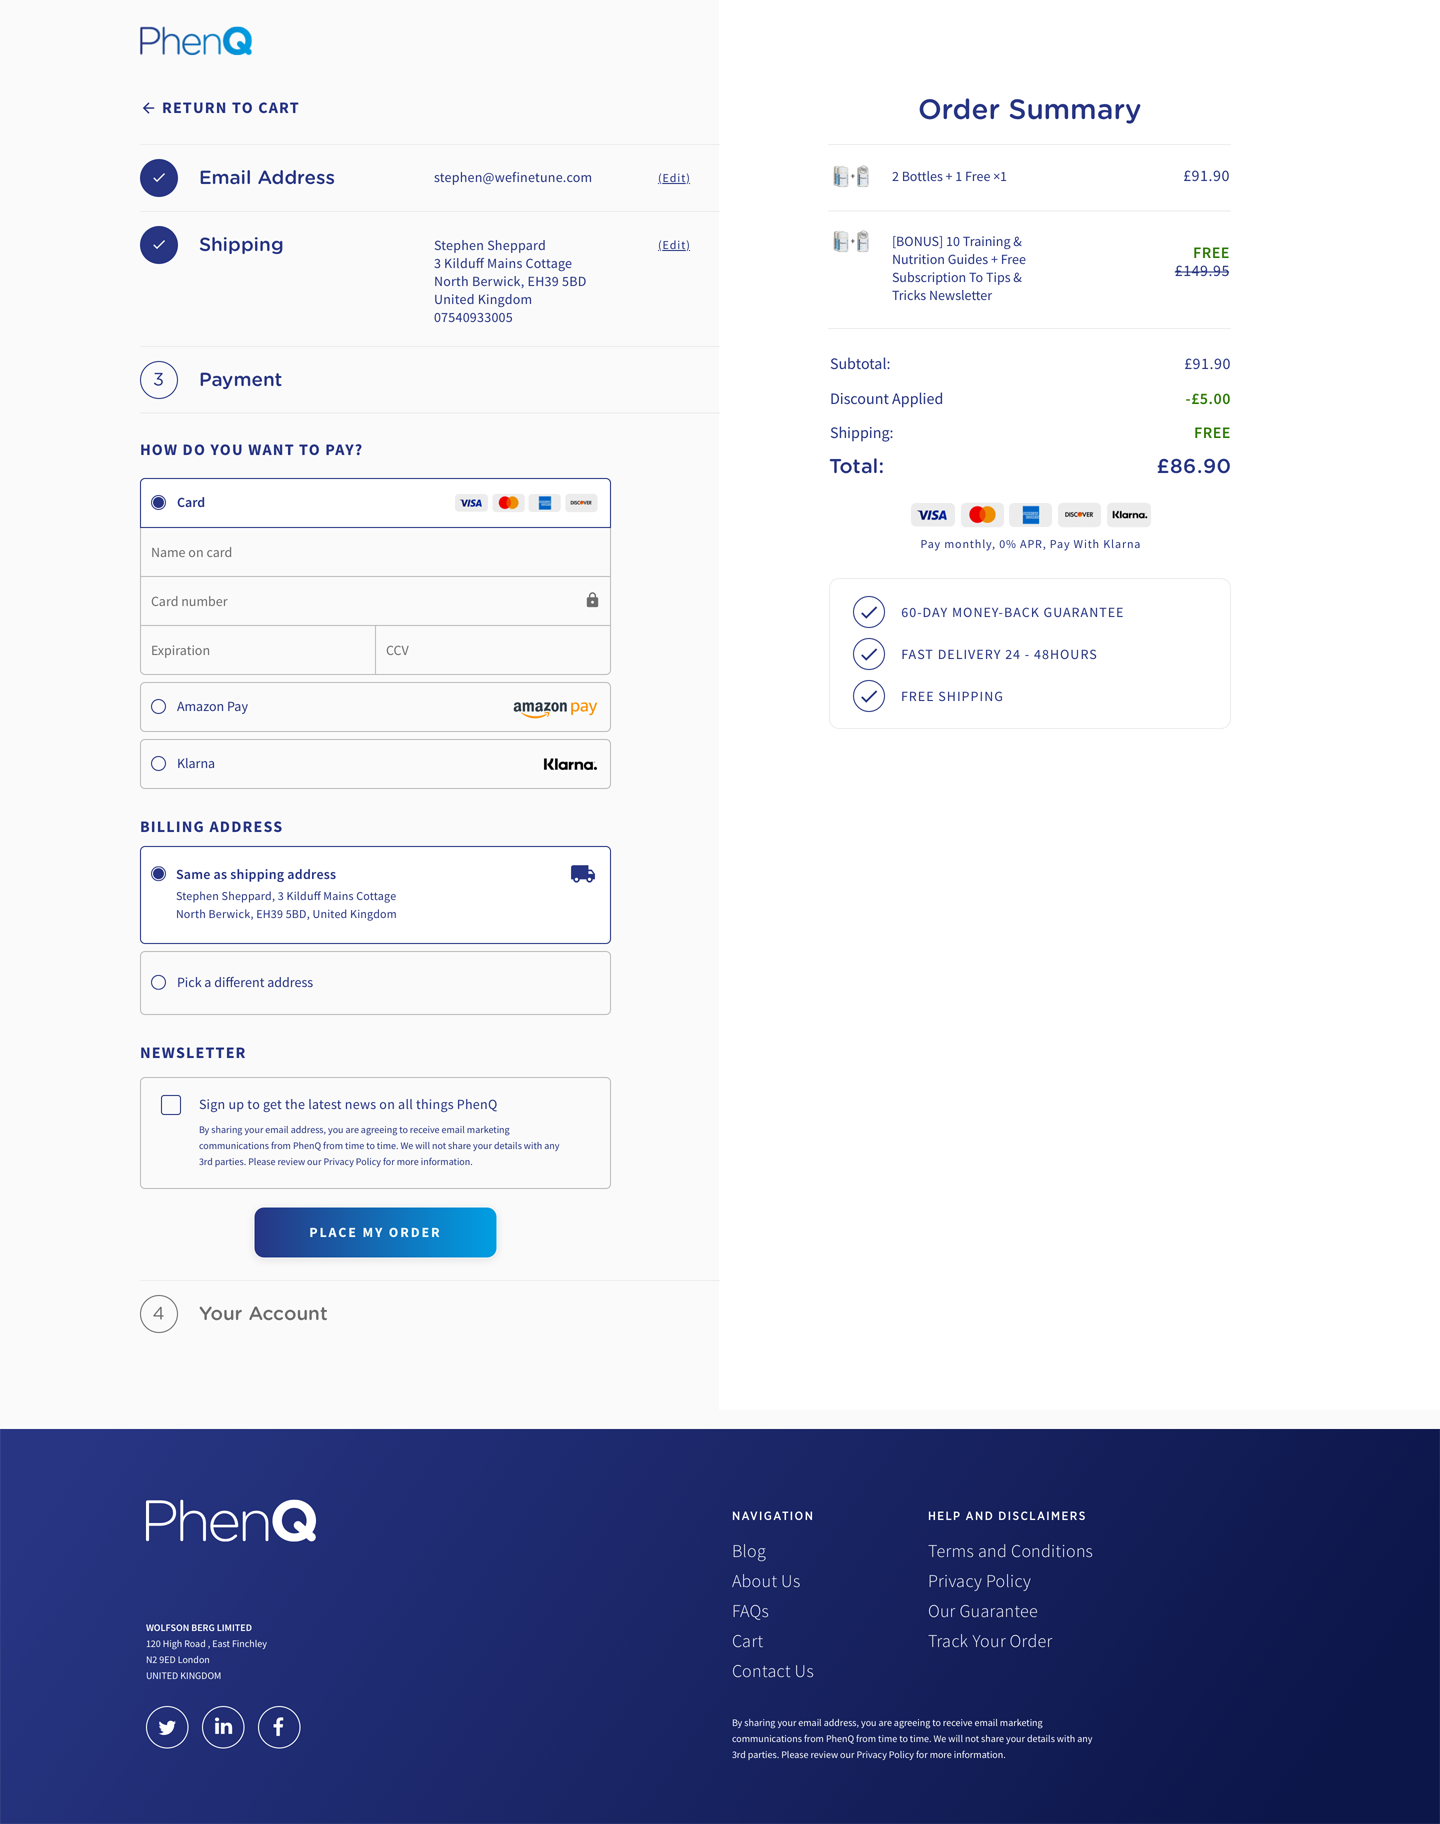 PhenQ
← RETURN TO CART
Email Address
stephen@wefinetune.com
(Edit)
Shipping
Stephen Sheppard
(Edit)
3 Kilduff Mains Cottage
North Berwick, EH39 5BD
United Kingdom
07540933005
3
Payment
HOW DO YOU WANT TO PAY?
Card
VISA
AMERICAN EXPRESS
DISCOVER
Name on card
Card number
Expiration
CCV
Amazon Pay
amazon pay
Klarna
Klarna.
BILLING ADDRESS
Same as shipping address
Stephen Sheppard, 3 Kilduff Mains Cottage
North Berwick, EH39 5BD, United Kingdom
Pick a different address
NEWSLETTER
Sign up to get the latest news on all things PhenQ
By sharing your email address, you are agreeing to receive email marketing
communications from PhenQ from time to time. We will not share your details with any
3rd parties. Please review our Privacy Policy for more information.
PLACE MY ORDER
4
Your Account
Order Summary
2 Bottles + 1 Free ×1
£91.90
[BONUS] 10 Training &
Nutrition Guides + Free
Subscription To Tips &
Tricks Newsletter
FREE
£149.95
Subtotal:
£91.90
Discount Applied
-£5.00
Shipping:
FREE
Total:
£86.90
VISA
AMERICAN EXPRESS
DISCOVER
Klarna.
Pay monthly, 0% APR, Pay With Klarna
60-DAY MONEY-BACK GUARANTEE
FAST DELIVERY 24 - 48HOURS
FREE SHIPPING
PhenQ
WOLFSON BERG LIMITED
120 High Road , East Finchley
N2 9ED London
UNITED KINGDOM
in
f
NAVIGATION
Blog
About Us
FAQs
Cart
Contact Us
HELP AND DISCLAIMERS
Terms and Conditions
Privacy Policy
Our Guarantee
Track Your Order
By sharing your email address, you are agreeing to receive email marketing
communications from PhenQ from time to time. We will not share your details with any
3rd parties. Please review our Privacy Policy for more information.